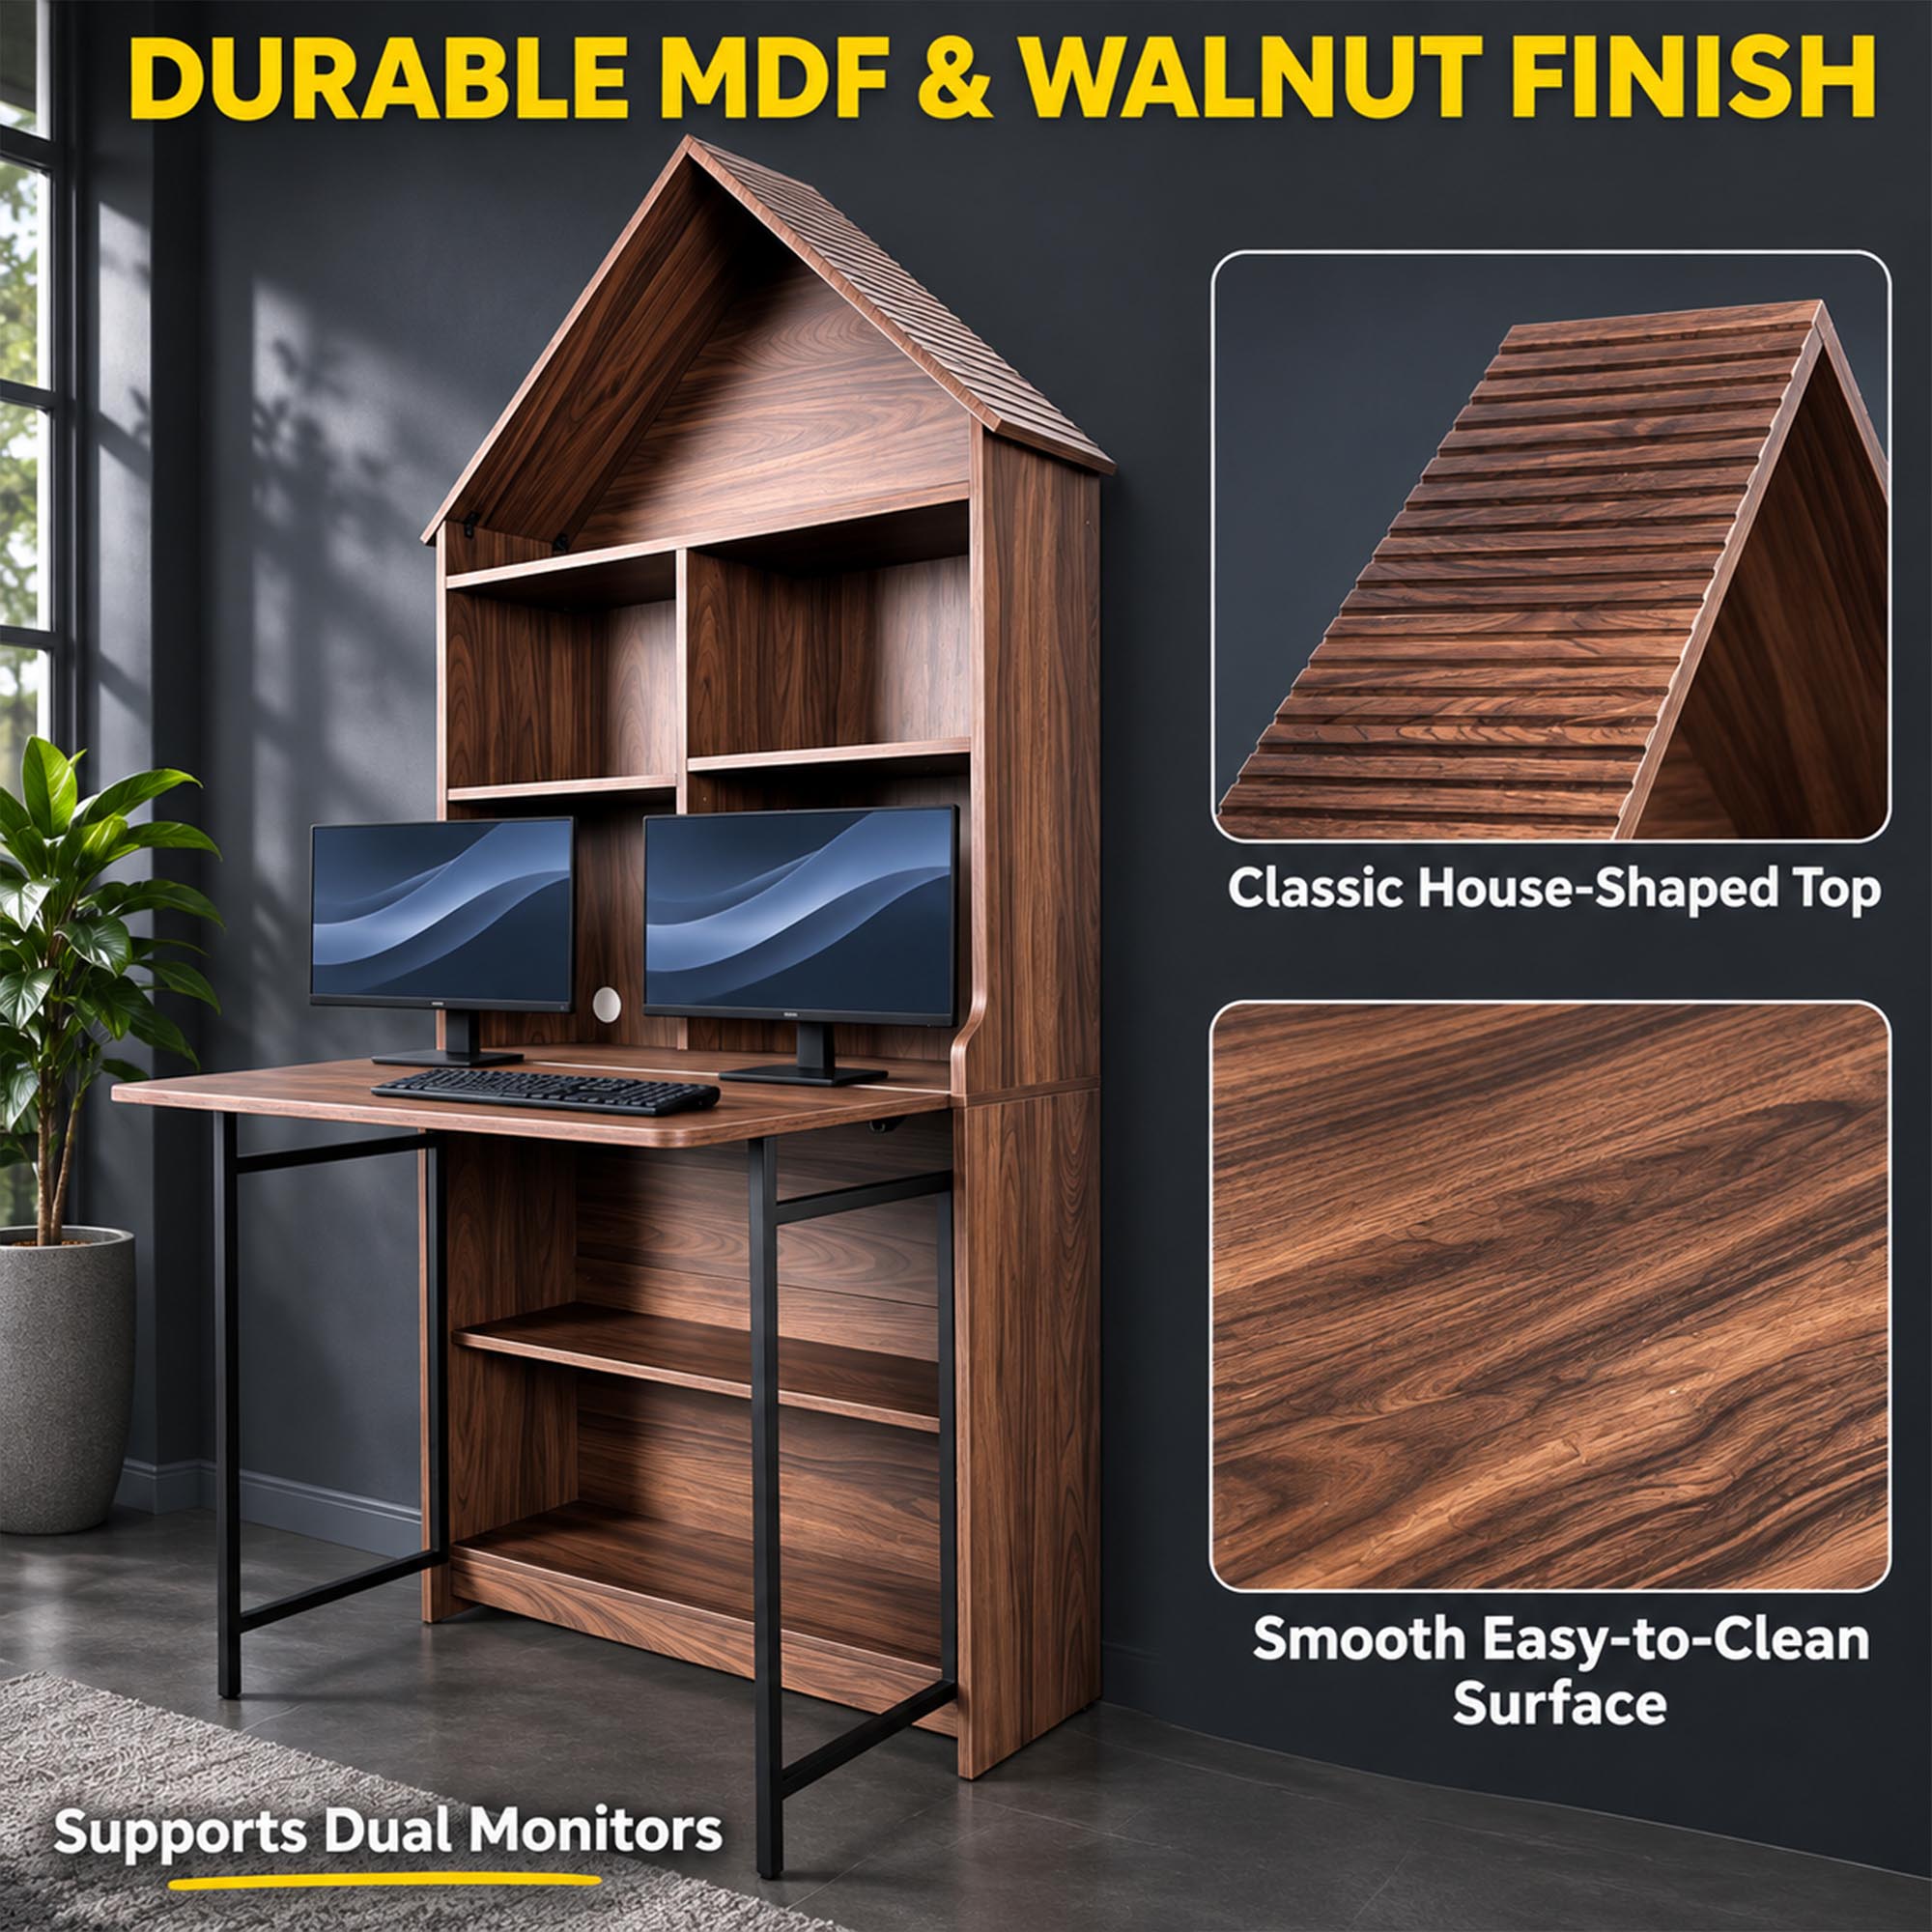 DURABLE MDF & WALNUT FINISH
Classic House-Shaped Top
Smooth Easy-to-Clean
Surface
Supports Dual Monitors